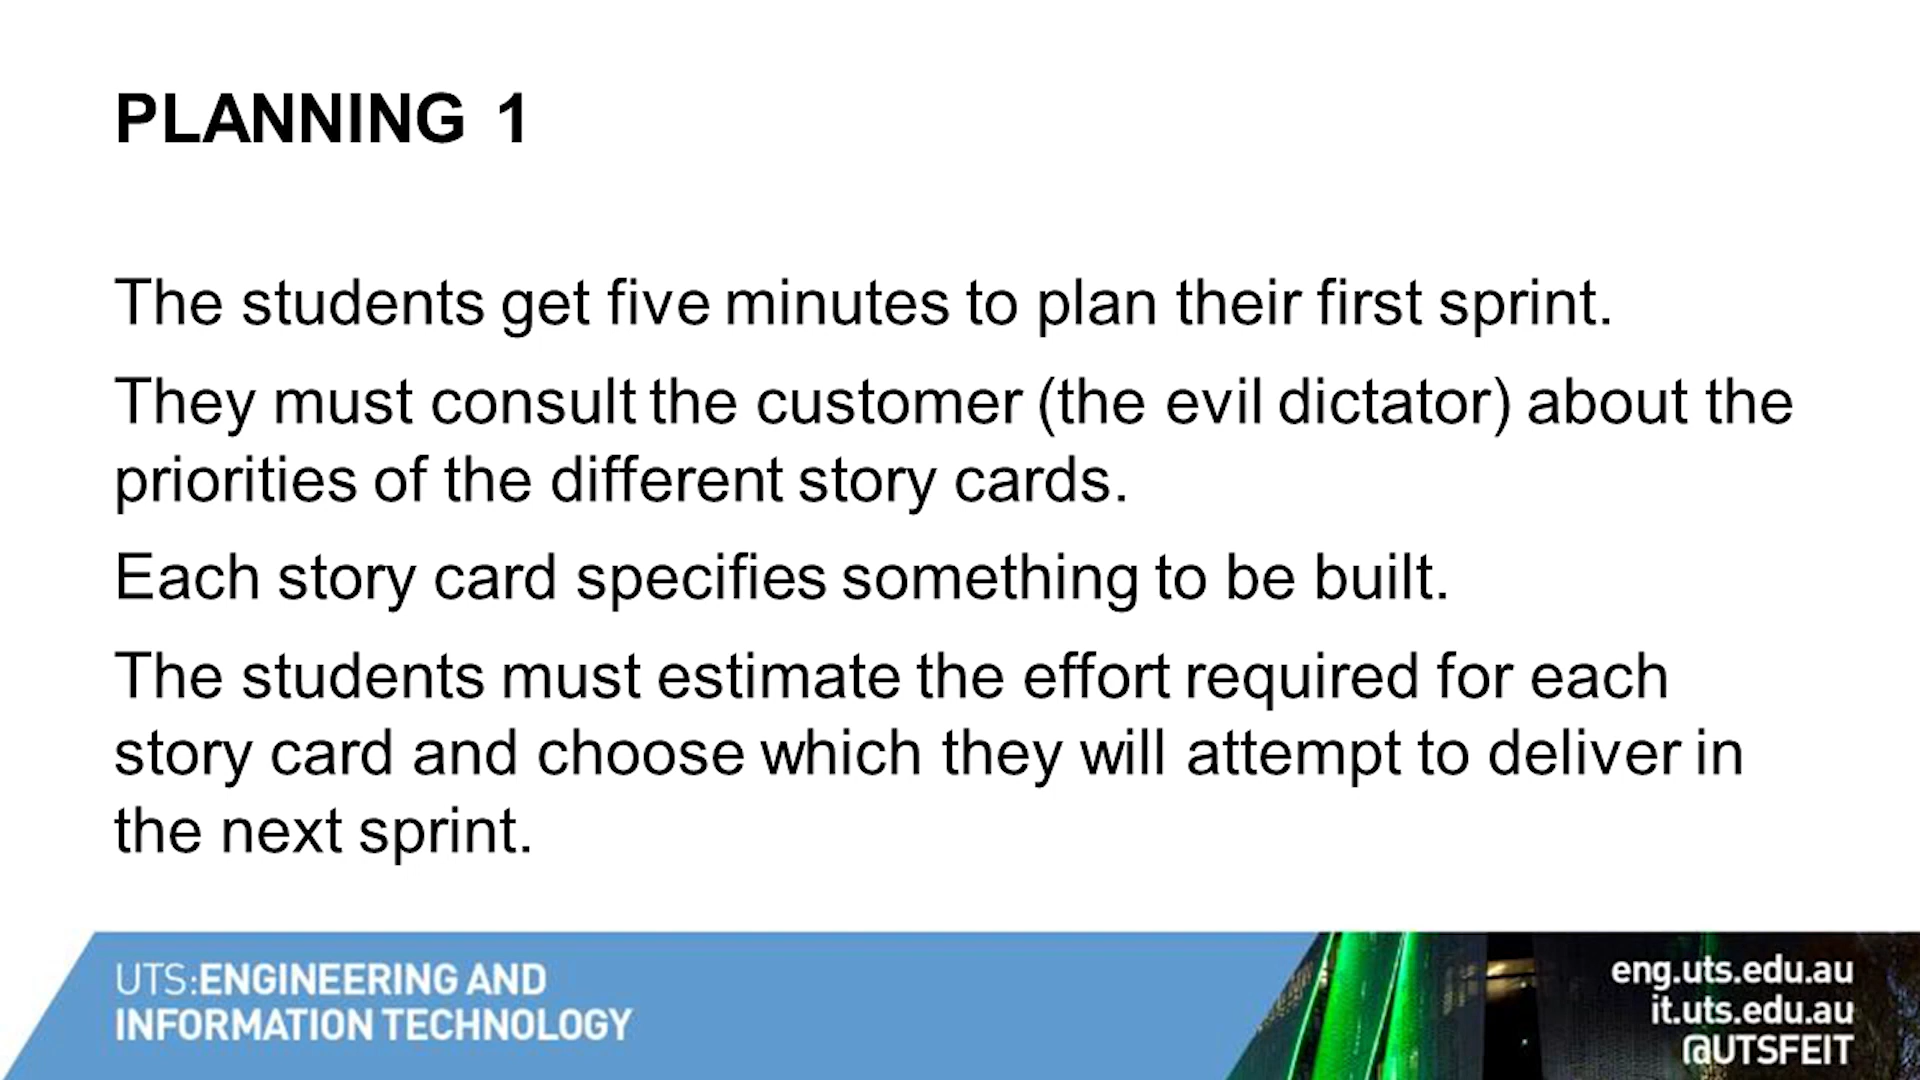 PLANNING 1
The students get five minutes to plan their first sprint.
They must consult the customer (the evil dictator) about the
priorities of the different story cards.
Each story card specifies something to be built.
The students must estimate the effort required for each
story card and choose which they will attempt to deliver in
the next sprint.
UTS:ENGINEERING AND
INFORMATION TECHNOLOGY
eng.uts.edu.au
it.uts.edu.au
@UTSFEIT